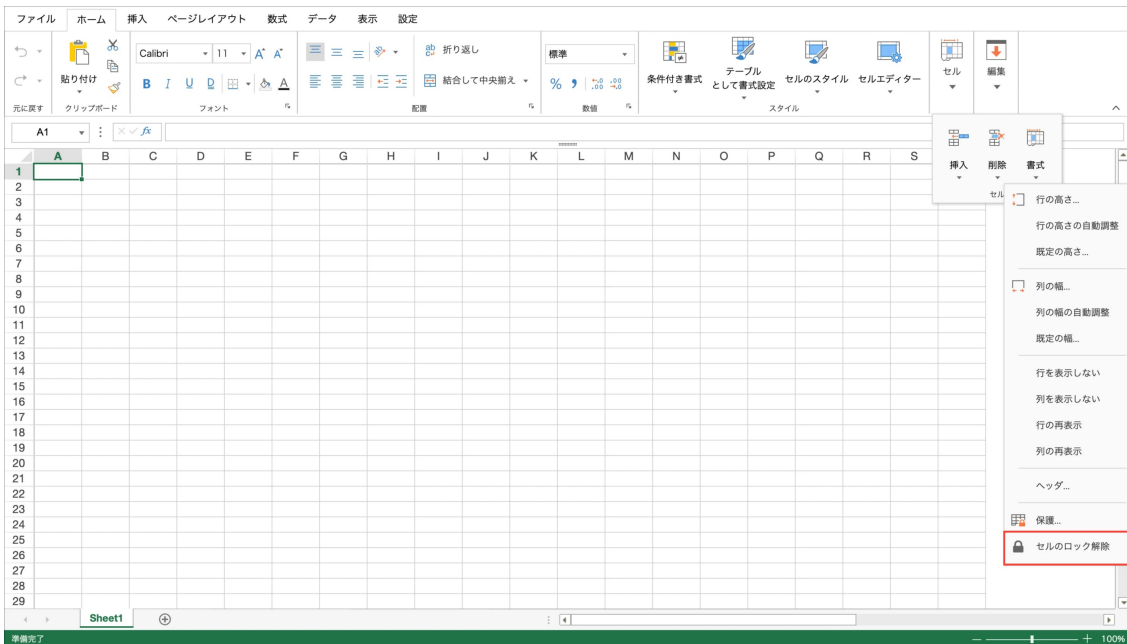 ファイル ホーム 挿入 ページレイアウト 数式 データ 表示 設定
Calibri 11 A A 折り返し 標準
貼り付け B I U D A 結合して中央揃え % 条件付き書式 テーブルとして書式設定 セルのスタイル セルエディター セル 編集
元に戻す クリップボード フォント 配置 数値 スタイル
A1 fx
挿入 削除 書式
セル
A B C D E F G H I J K L M N O P Q R S
1
2
3
4
5
6
7
8
9
10
11
12
13
14
15
16
17
18
19
20
21
22
23
24
25
26
27
28
29
行の高さ...
行の高さの自動調整
既定の高さ...
列の幅...
列の幅の自動調整
既定の幅...
行を表示しない
列を表示しない
行の再表示
列の再表示
ヘッダ...
保護...
セルのロック解除
Sheet1
準備完了 100%